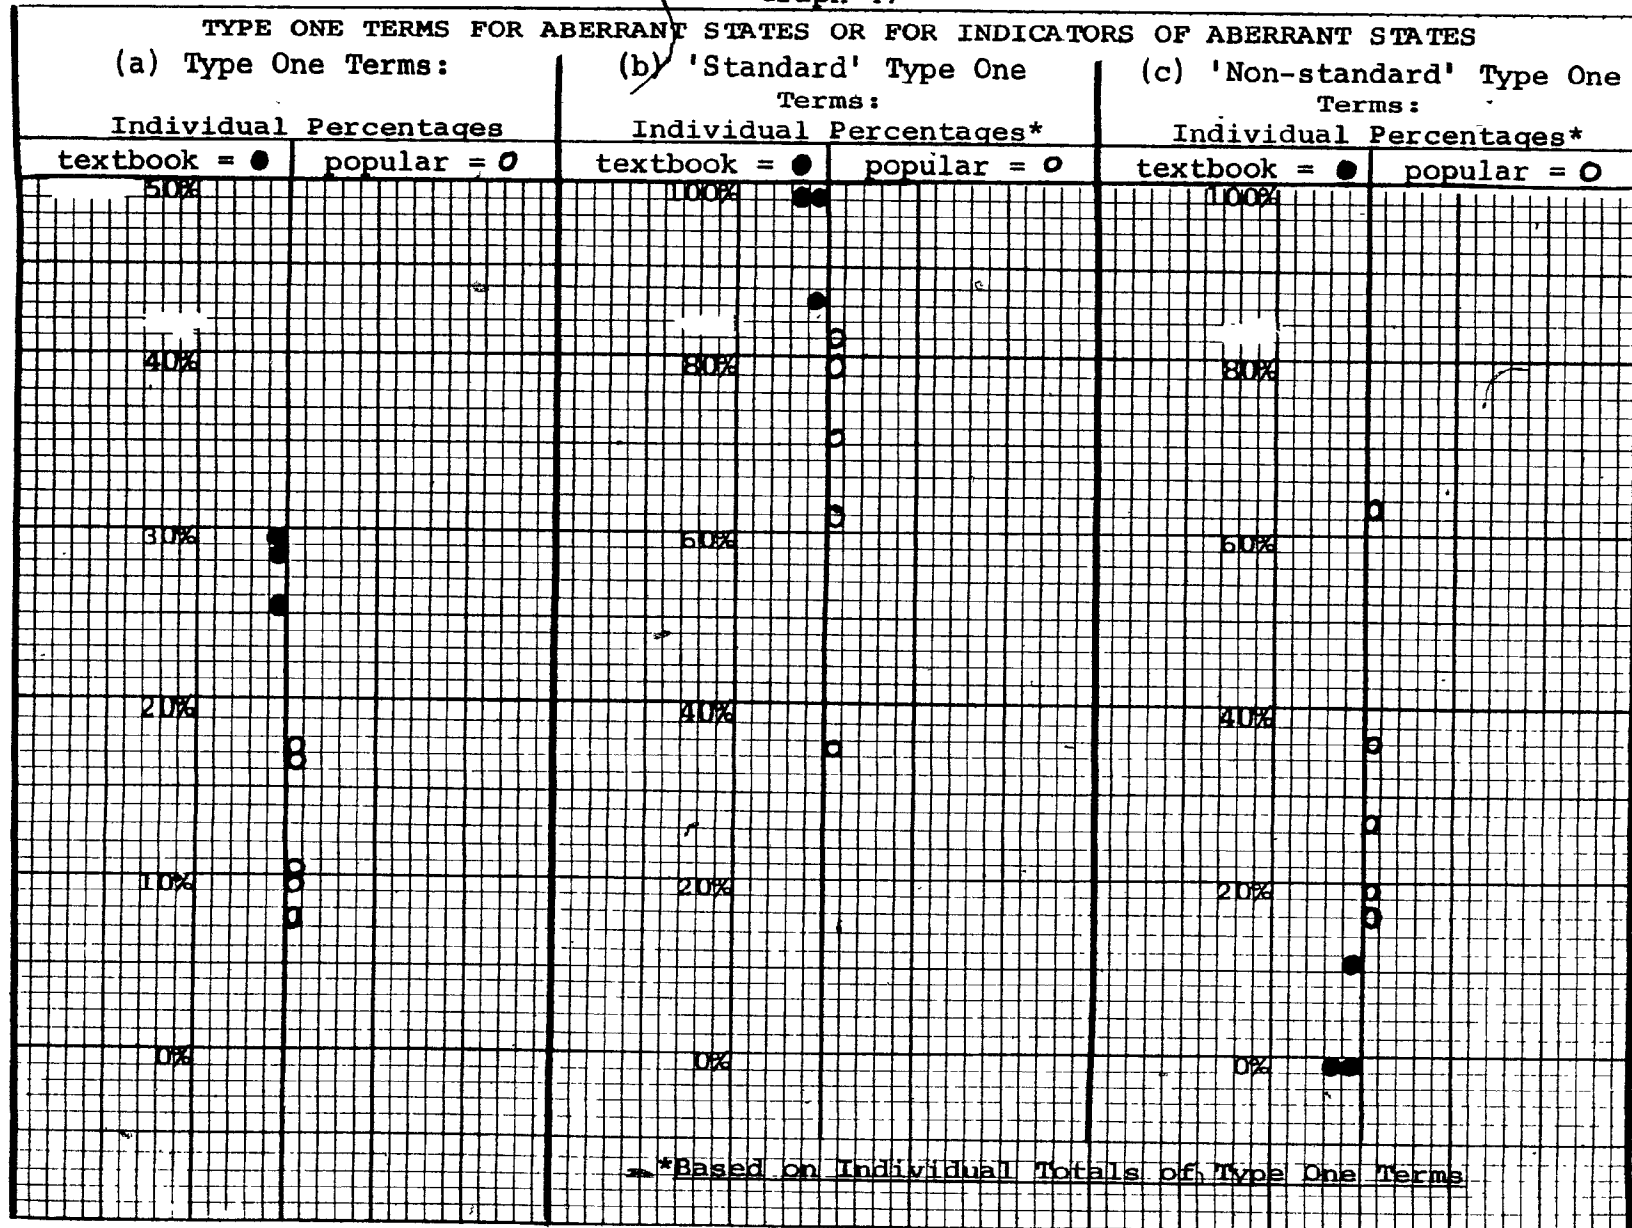 TYPE ONE TERMS FOR ABERRANT STATES OR FOR INDICATORS OF ABERRANT STATES
(a) Type One Terms:
Individual Percentages
textbook = ● popular = O
50%
40%
30%
20%
10%
0%
(b) 'Standard' Type One
Terms:
Individual Percentages*
textbook = ● popular = O
100%
80%
60%
40%
20%
0%
(c) 'Non-standard' Type One
Terms:
Individual Percentages*
textbook = ● popular = O
100%
80%
60%
40%
20%
0%
*Based on Individual Totals of Type One Terms